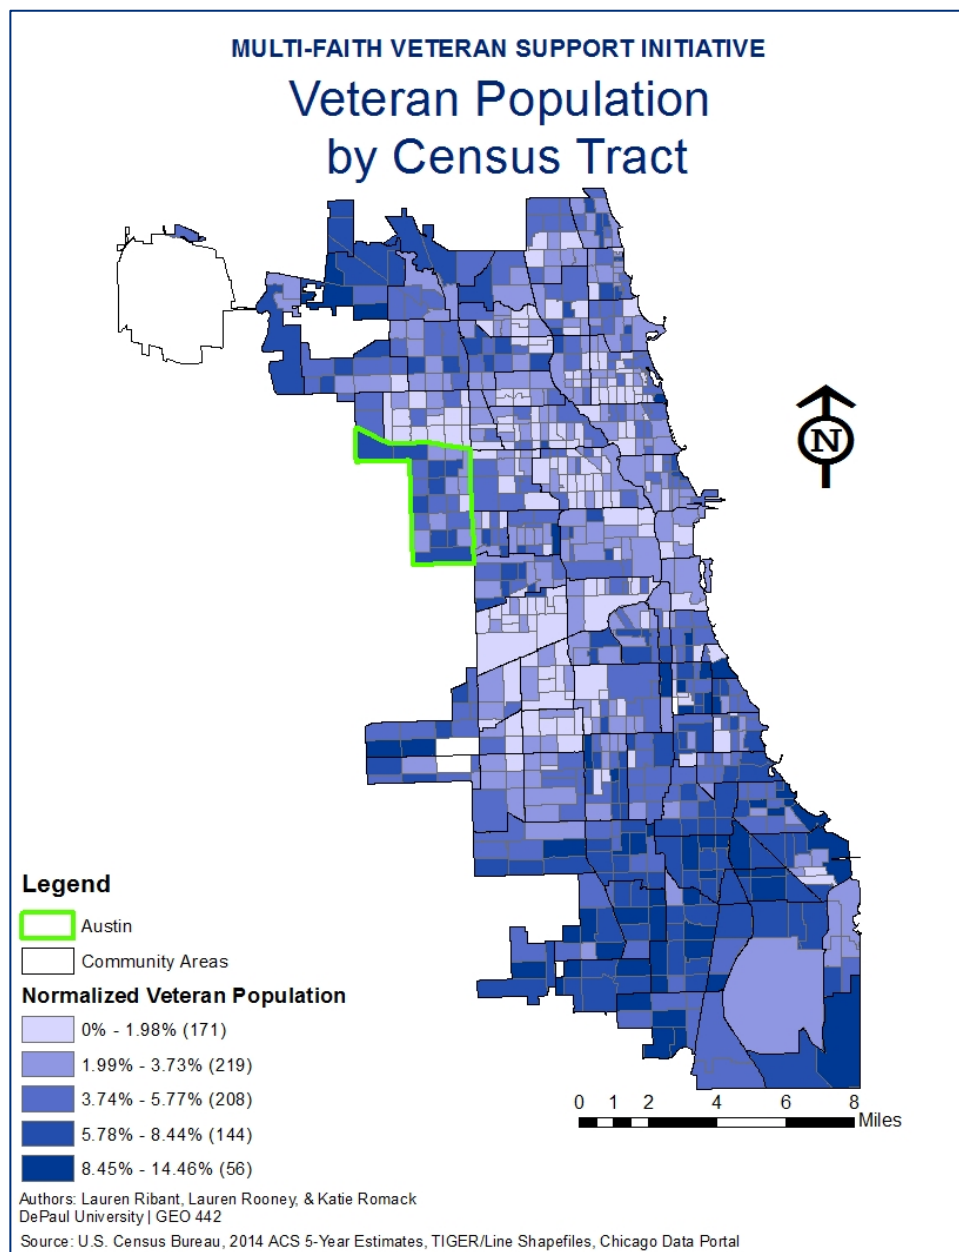 MULTI-FAITH VETERAN SUPPORT INITIATIVE
Veteran Population
by Census Tract
N
Legend
Austin
Community Areas
Normalized Veteran Population
0% - 1.98% (171)
1.99% - 3.73% (219)
3.74% - 5.77% (208)
5.78% - 8.44% (144)
8.45% - 14.46% (56)
0 1 2 4 6 8
Miles
Authors: Lauren Ribant, Lauren Rooney, & Katie Romack
DePaul University | GEO 442
Source: U.S. Census Bureau, 2014 ACS 5-Year Estimates, TIGER/Line Shapefiles, Chicago Data Portal